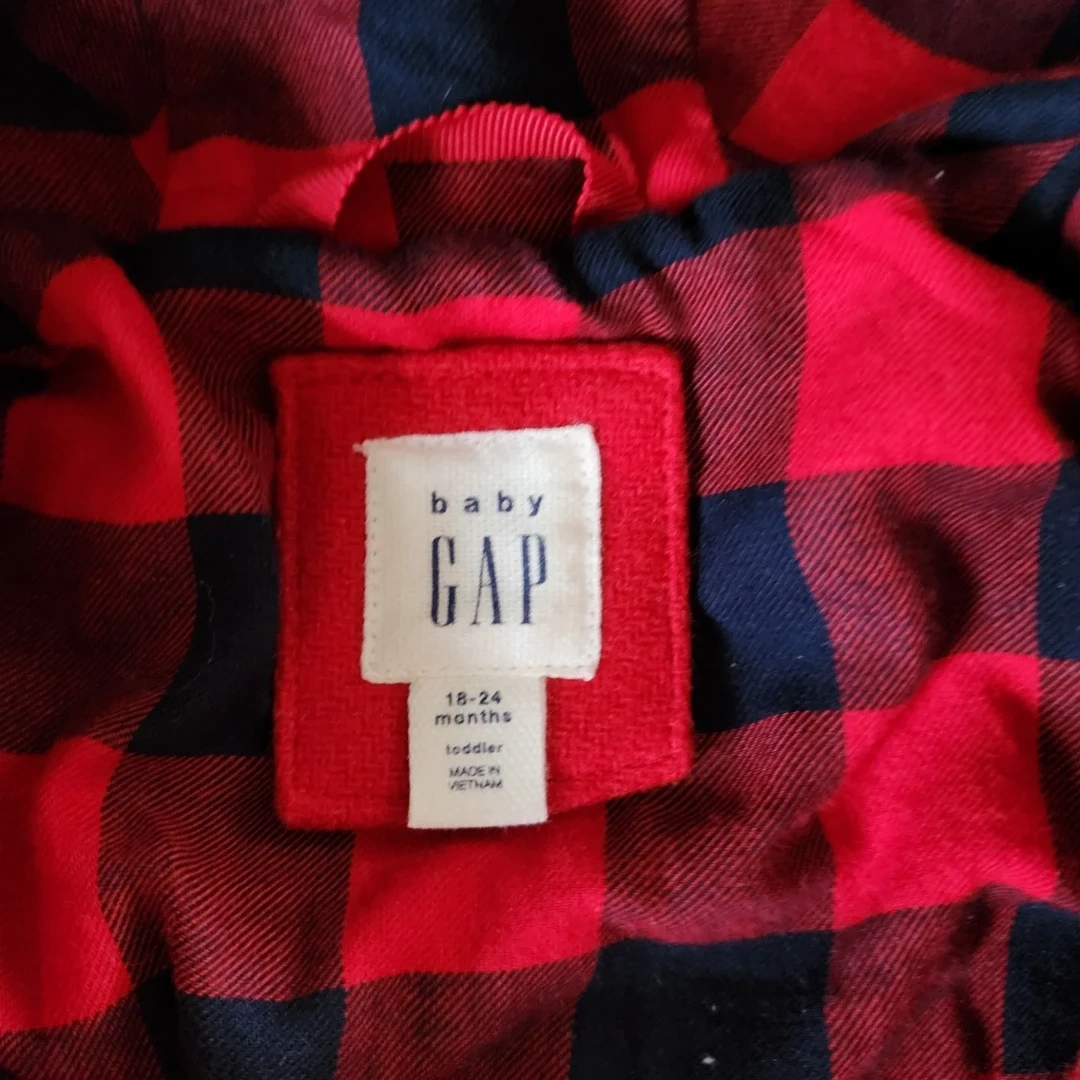 baby
GAP
18-24
months
toddler
MADE IN
VIETNAM